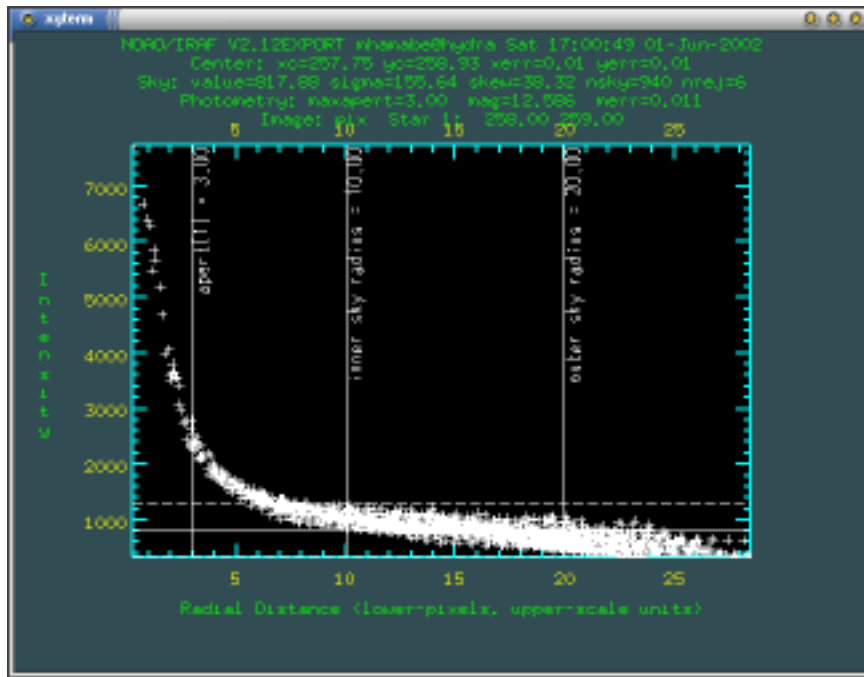 xgterm
NOAO/IRAF V2.12EXPORT mhamabe@hydra Sat 17:00:49 01-Jun-2002
Center: xc=257.75 yc=258.93 xerr=0.01 yerr=0.01
Sky: value=817.88 sigma=155.64 skew=38.32 nsky=940 nrej=6
Photometry: maxapert=3.00 mag=12.586 merr=0.011
Image: pix Star 1: 258.00 259.00
5 10 15 20 25
7000
6000
5000
4000
3000
2000
1000
Intensity
apert[1] = 3.00
inner sky radius = 10.00
outer sky radius = 20.00
5 10 15 20 25
Radial Distance (lower-pixels, upper-scale units)